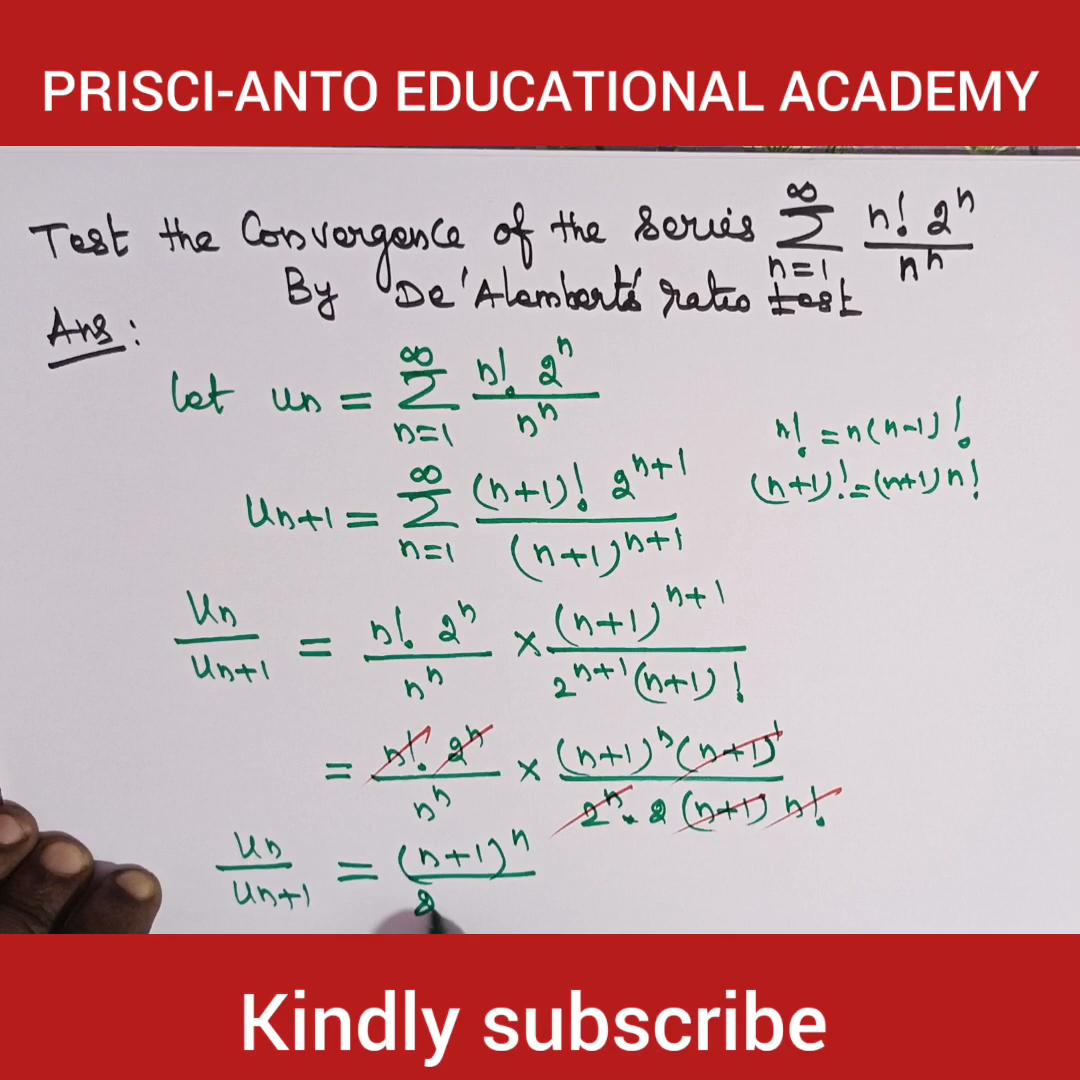 PRISCI-ANTO EDUCATIONAL ACADEMY
Test the Convergence of the series ∞ Σ n=1 n! 2^n / n^n
By De'Alembert's ratio test
Ans:
let un = ∞ Σ n=1 n! 2^n / n^n
n! = n(n-1)!
(n+1)! = (n+1) n!
un+1 = ∞ Σ n=1 (n+1)! 2^n+1 / (n+1)^n+1
un / un+1 = n! 2^n / n^n × (n+1)^n+1 / 2^n+1 (n+1)!
= n! 2^n / n^n × (n+1)^n (n+1)^1 / 2^n . 2 (n+1) n!
un / un+1 = (n+1)^n / 2
Kindly subscribe